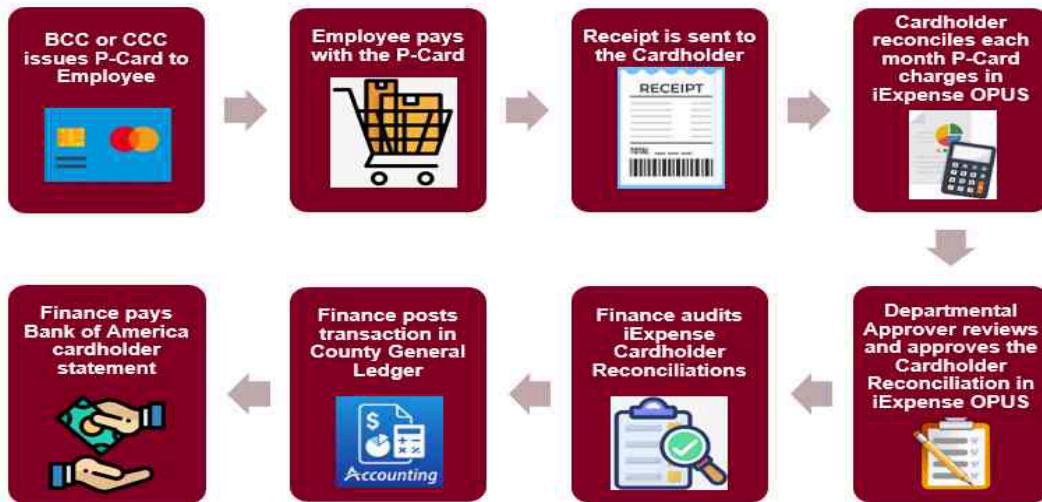 BCC or CCC
issues P-Card to
Employee
Employee pays
with the P-Card
Receipt is sent to
the Cardholder
RECEIPT
TOTAL
Cardholder
reconciles each
month P-Card
charges in
iExpense OPUS
Departmental
Approver reviews
and approves the
Cardholder
Reconciliation in
iExpense OPUS
Finance audits
iExpense
Cardholder
Reconciliations
Finance posts
transaction in
County General
Ledger
Accounting
Finance pays
Bank of America
cardholder
statement